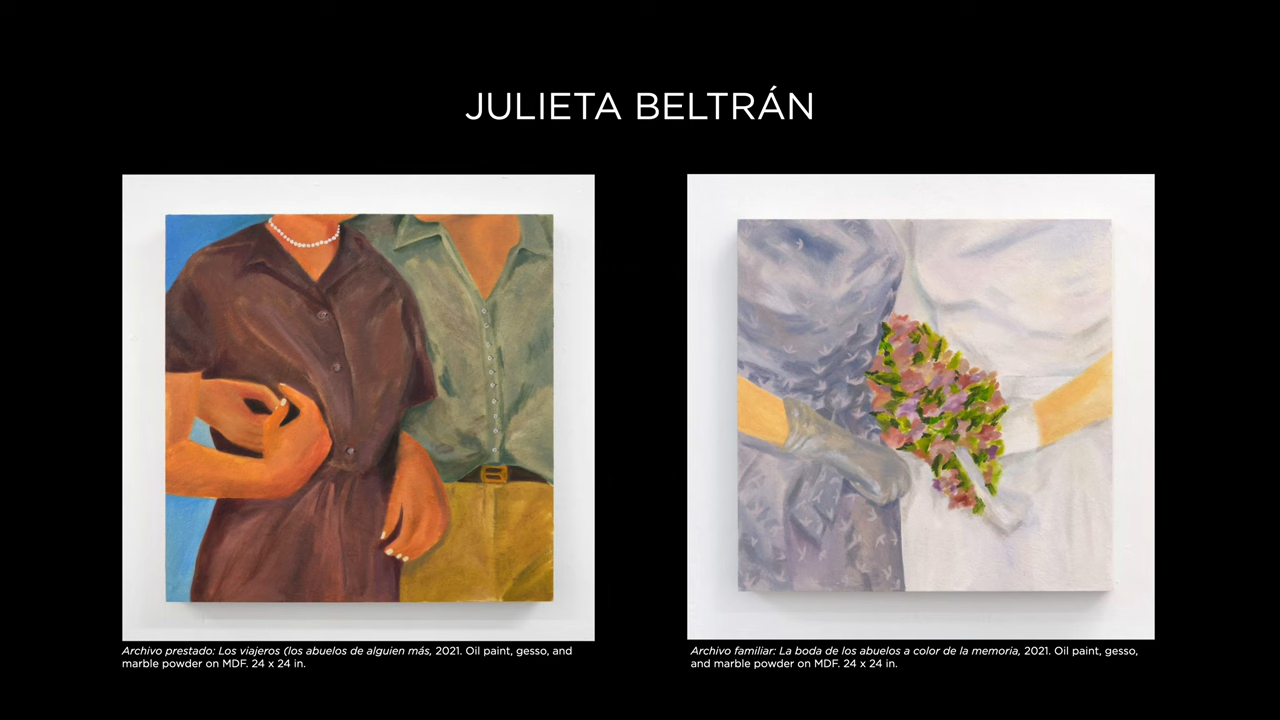 JULIETA BELTRÁN
Archivo prestado: Los viajeros (los abuelos de alguien más, 2021. Oil paint, gesso, and
marble powder on MDF. 24 x 24 in.
Archivo familiar: La boda de los abuelos a color de la memoria, 2021. Oil paint, gesso,
and marble powder on MDF. 24 x 24 in.